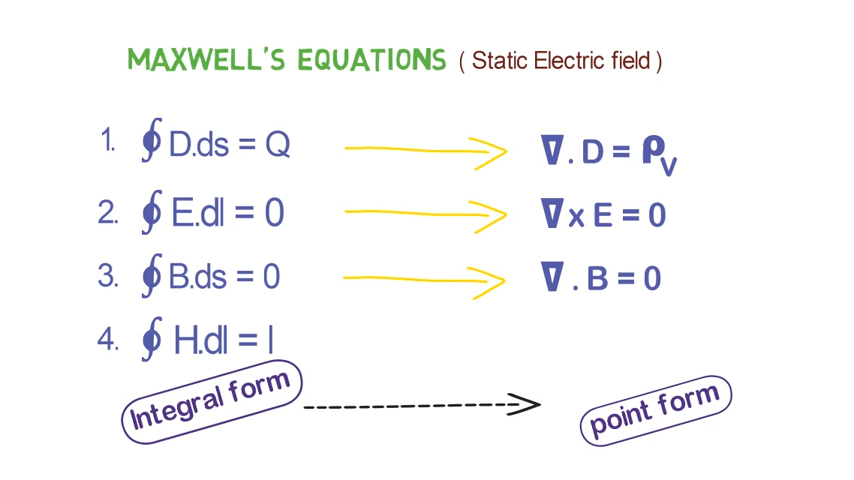 MAXWELL'S EQUATIONS ( Static Electric field )
1. ∮ D.ds = Q ∇ . D = ρv
2. ∮ E.dl = 0 ∇ x E = 0
3. ∮ B.ds = 0 ∇ . B = 0
4. ∮ H.dl = I
Integral form point form